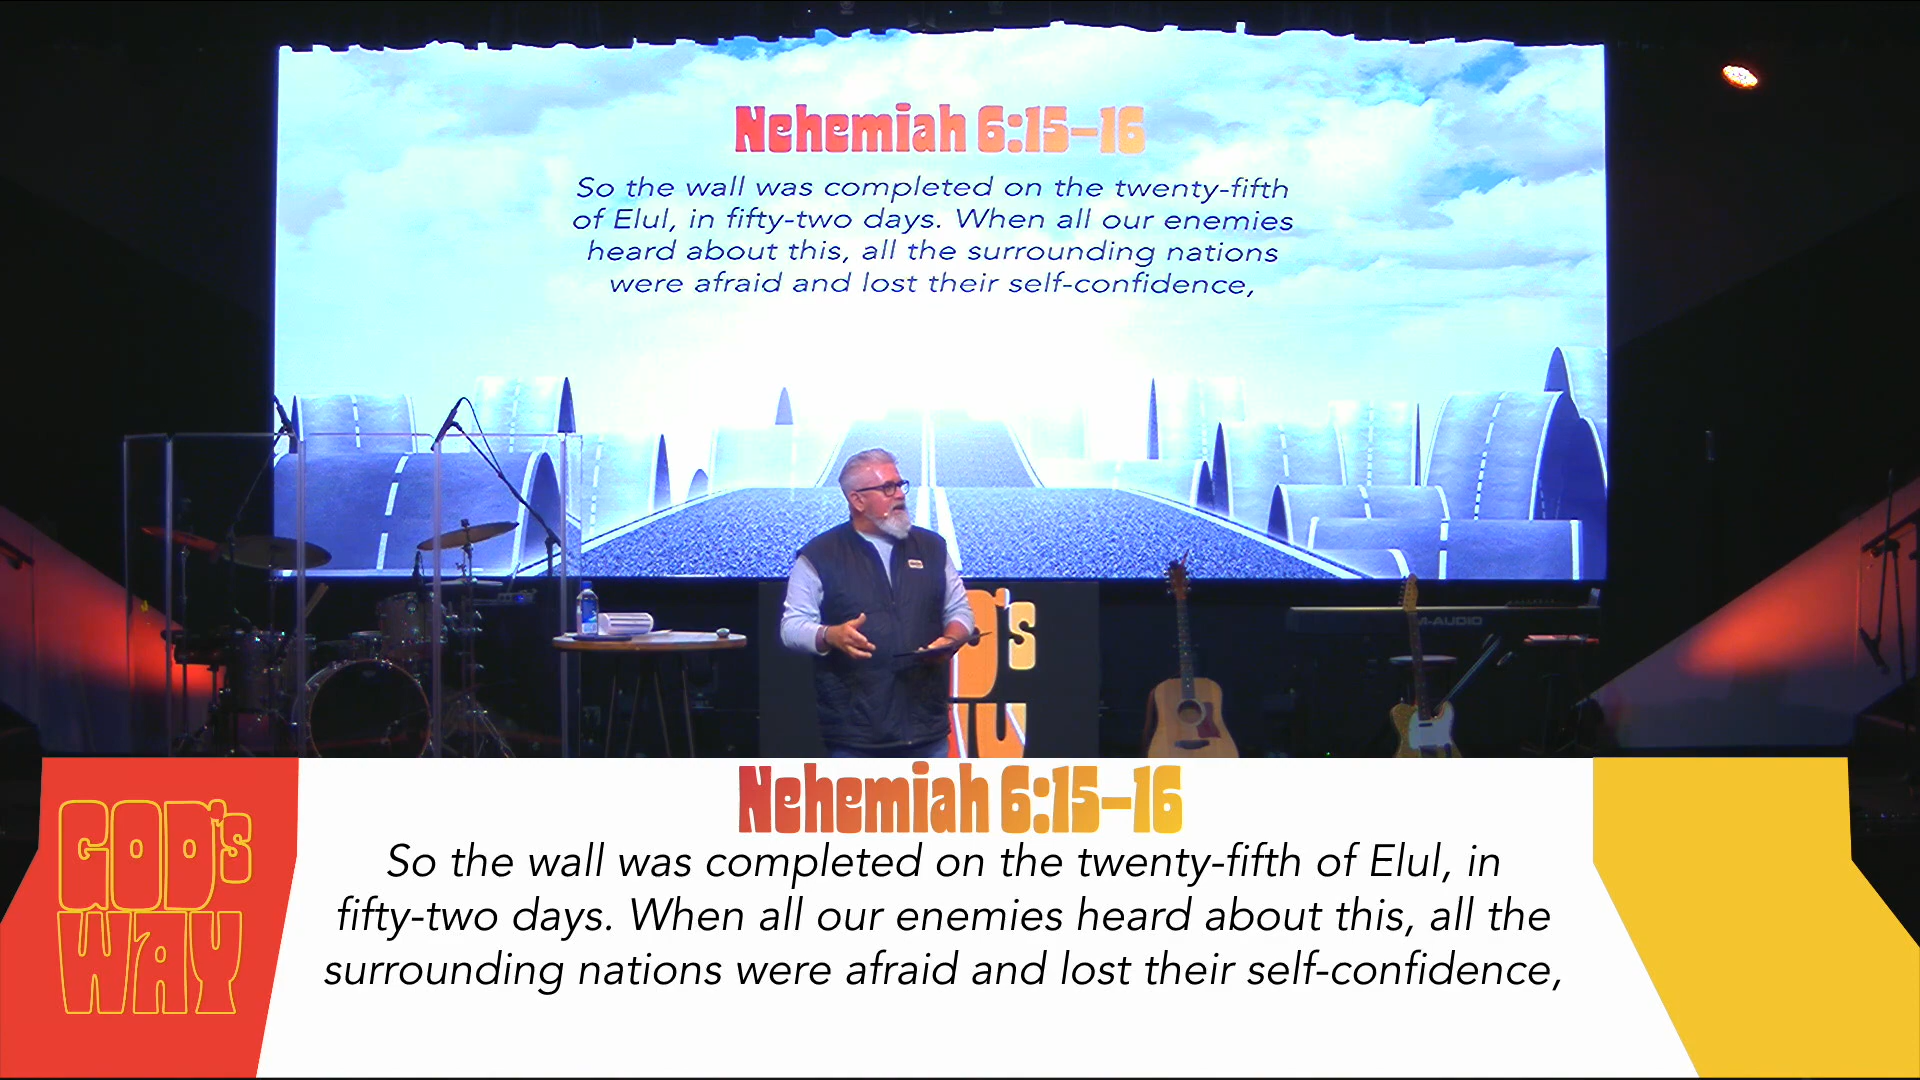 Nehemiah 6:15–16
So the wall was completed on the twenty-fifth
of Elul, in fifty-two days. When all our enemies
heard about this, all the surrounding nations
were afraid and lost their self-confidence,
M-AUDIO
GOD's
WAY
Nehemiah 6:15–16
So the wall was completed on the twenty-fifth of Elul, in
fifty-two days. When all our enemies heard about this, all the
surrounding nations were afraid and lost their self-confidence,